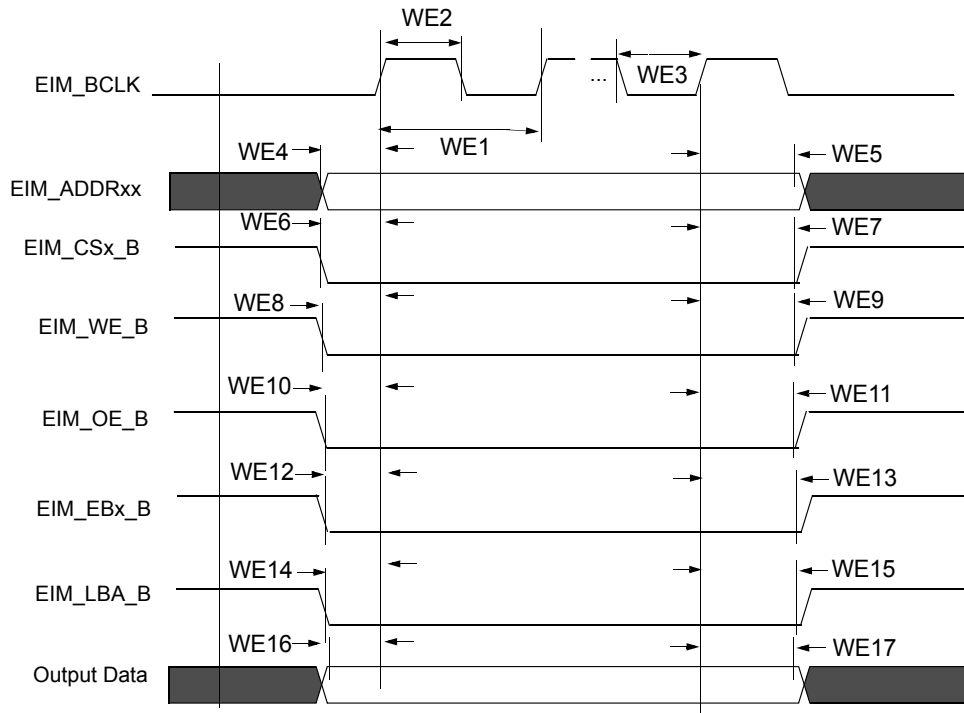 WE2
EIM_BCLK
...
WE3
WE4
WE1
WE5
EIM_ADDRxx
WE6
WE7
EIM_CSx_B
WE8
WE9
EIM_WE_B
WE10
WE11
EIM_OE_B
WE12
WE13
EIM_EBx_B
WE14
WE15
EIM_LBA_B
WE16
WE17
Output Data